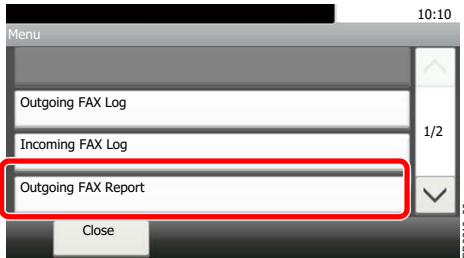 10:10
Menu
Outgoing FAX Log
1/2
Incoming FAX Log
Outgoing FAX Report
Close